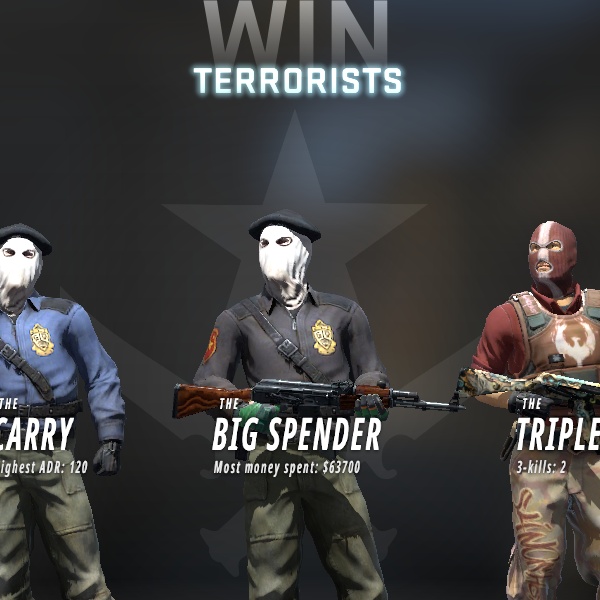 WIN
TERRORISTS
THE
CARRY
ighest ADR: 120
THE
BIG SPENDER
Most money spent: $63700
THE
TRIPLE
3-kills: 2